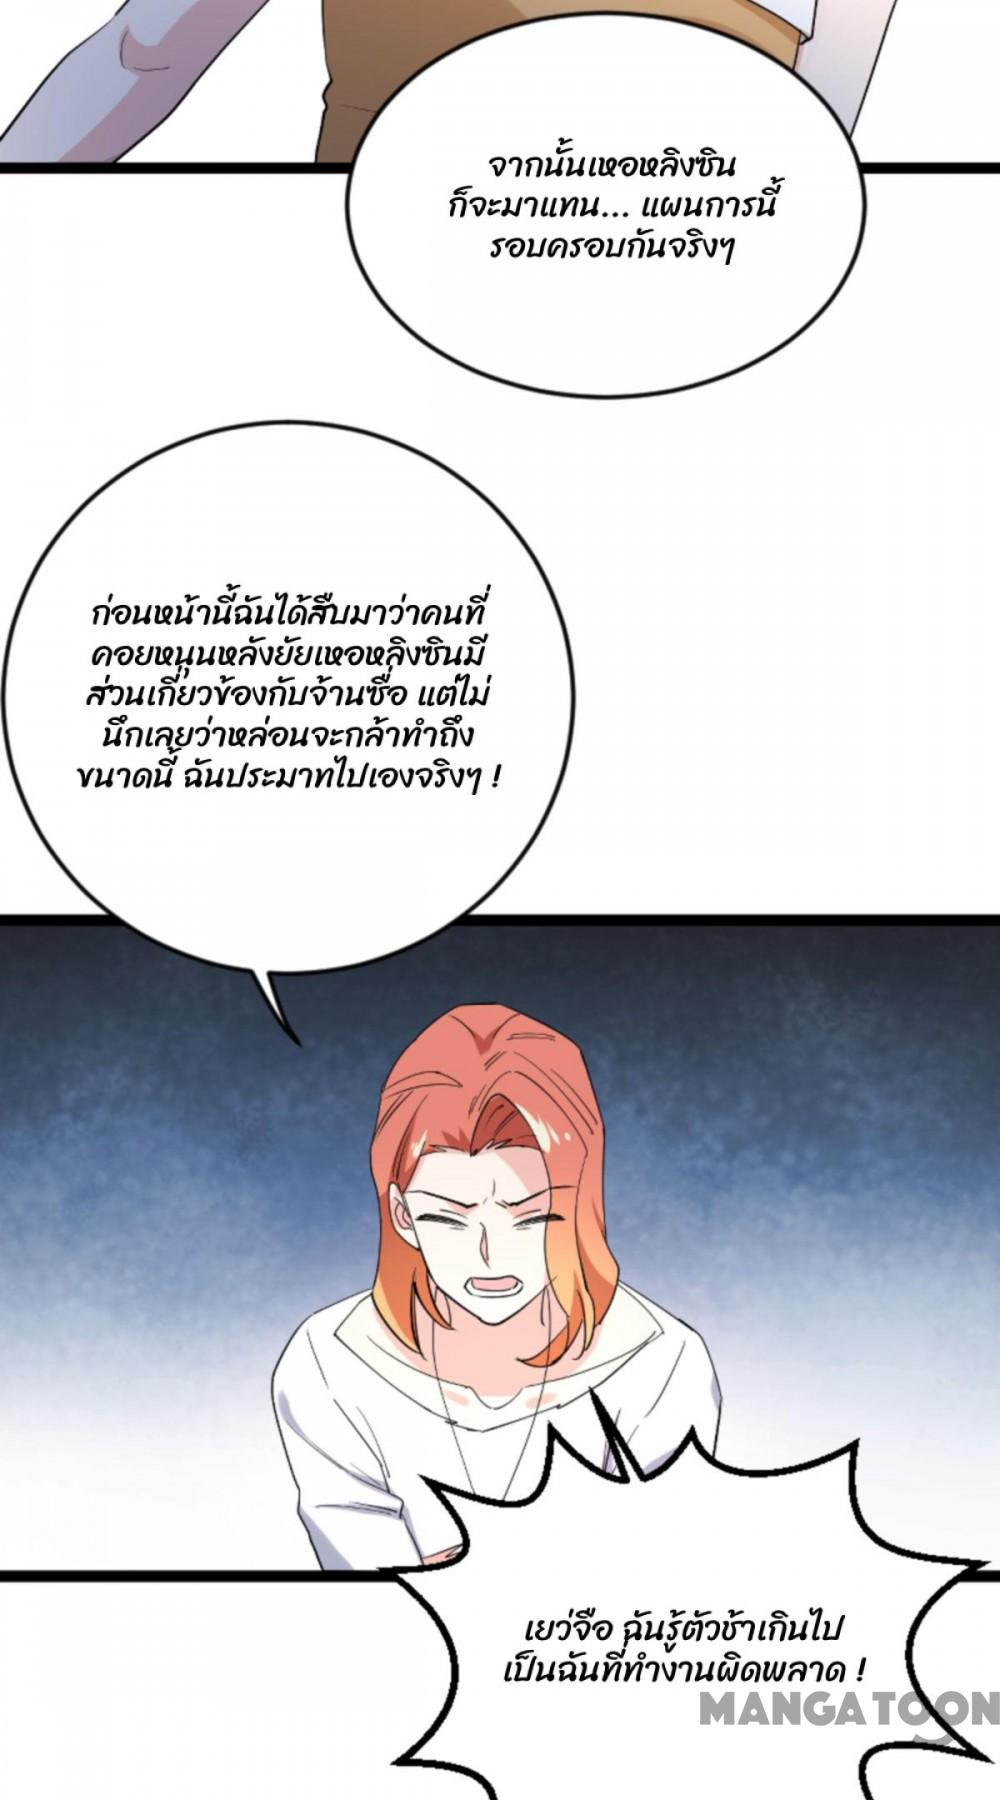 จากนั้นเหอหลิงซิน
ก็จะมาแทน... แผนการนี้
รอบครอบกันจริงๆ
ก่อนหน้านี้ฉันได้สืบมาว่าคนที่
คอยหนุนหลังยัยเหอหลิงซินมี
ส่วนเกี่ยวข้องกับจ้านซื่อ แต่ไม่
นึกเลยว่าหล่อนจะกล้าทำถึง
ขนาดนี้ ฉันประมาทไปเองจริงๆ !
เยว่จือ ฉันรู้ตัวช้าเกินไป
เป็นฉันที่ทำงานผิดพลาด !
MANGATOON